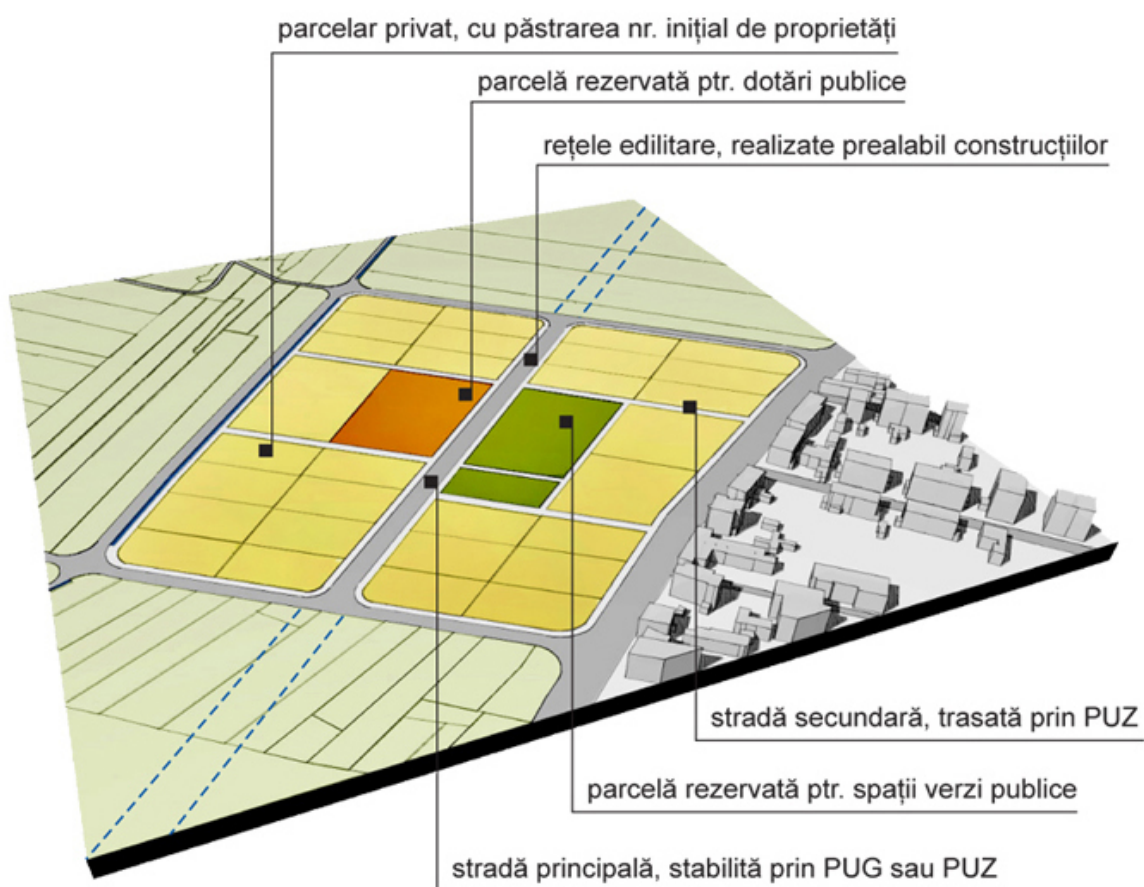 parcelar privat, cu păstrarea nr. inițial de proprietăți
parcelă rezervată ptr. dotări publice
rețele edilitare, realizate prealabil construcțiilor
stradă secundară, trasată prin PUZ
parcelă rezervată ptr. spații verzi publice
stradă principală, stabilită prin PUG sau PUZ